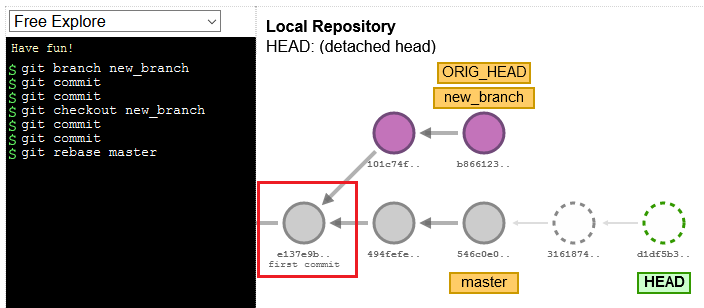 Free Explore
Have fun!
$ git branch new_branch
$ git commit
$ git commit
$ git checkout new_branch
$ git commit
$ git commit
$ git rebase master
Local Repository
HEAD: (detached head)
ORIG_HEAD
new_branch
101c74f..
b866123..
e137e9b..
first commit
494fefe..
546c0e0..
3161874..
d1df5b3..
master
HEAD